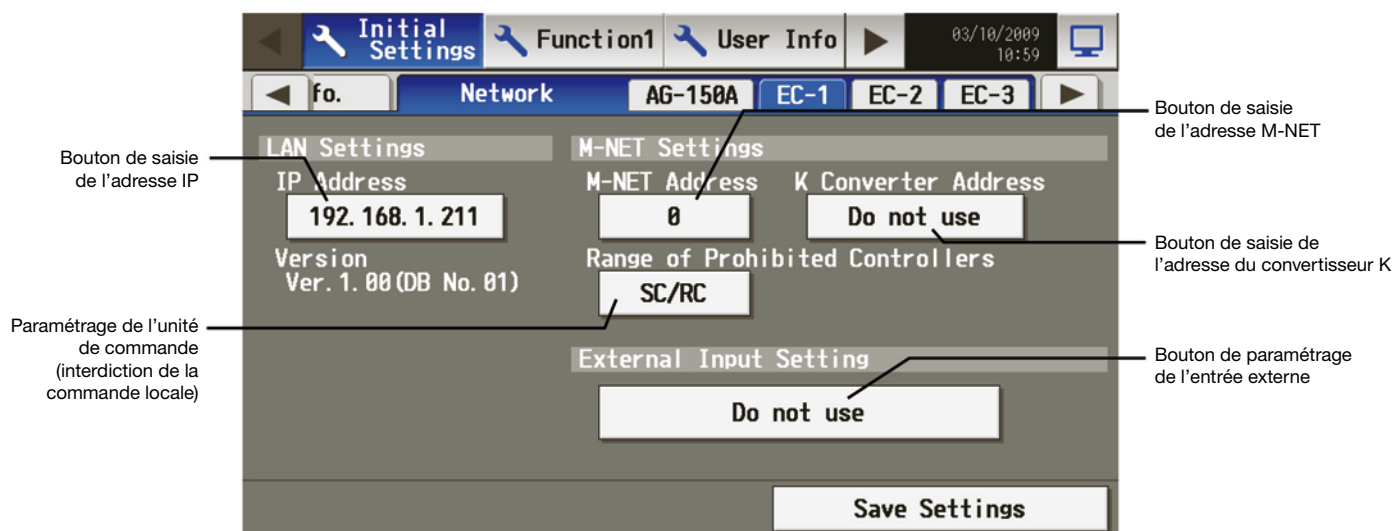 Initial
Settings
Function1
User Info
03/10/2009
10:59
fo.
Network
AG-150A
EC-1
EC-2
EC-3
Bouton de saisie
de l'adresse M-NET
Bouton de saisie
de l'adresse IP
LAN Settings
M-NET Settings
IP Address
M-NET Address
K Converter Address
192.168.1.211
0
Do not use
Bouton de saisie de
l'adresse du convertisseur K
Version
Ver.1.00(DB No.01)
Range of Prohibited Controllers
SC/RC
Paramétrage de l'unité
de commande
(interdiction de la
commande locale)
External Input Setting
Bouton de paramétrage
de l'entrée externe
Do not use
Save Settings